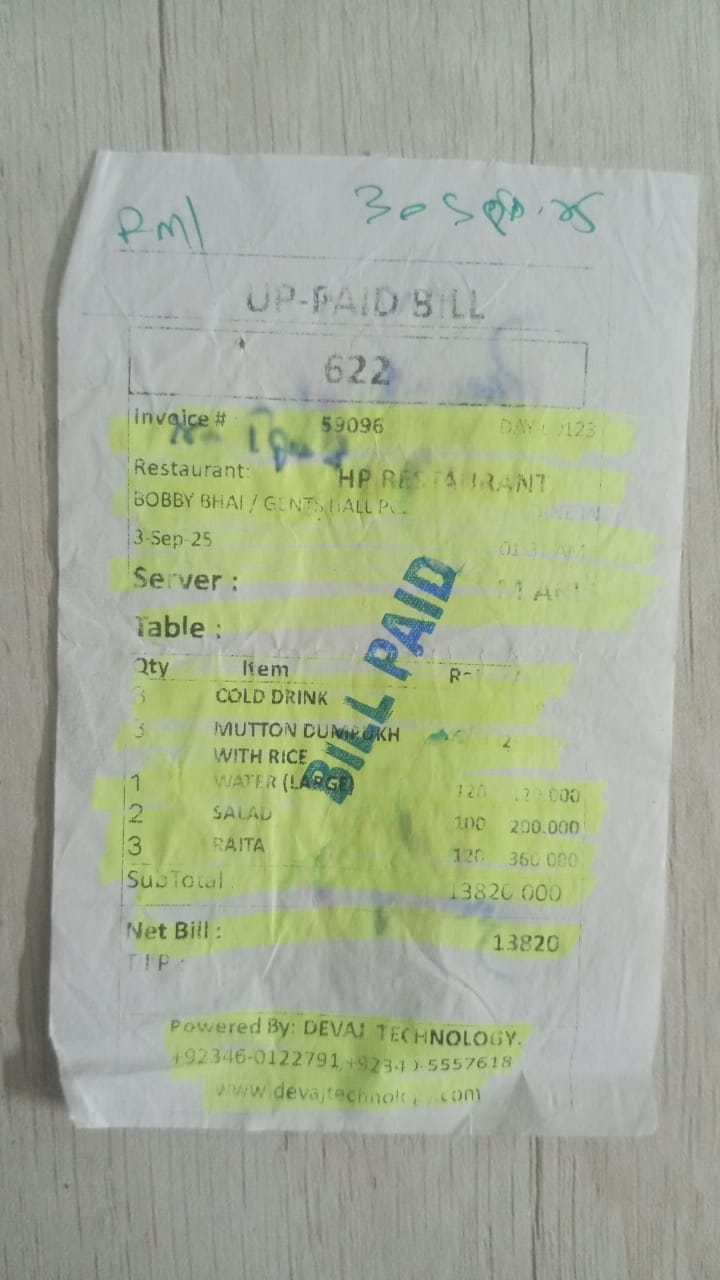 RM/ 30 Sep. 25
UP-PAID BILL
622
Invoice # 59096
Restaurant: HP RESTAURANT
BOBBY BHAI / GENTS HALL
3-Sep-25
Server :
Table :
Qty Item
3 COLD DRINK
3 MUTTON DUMPUKH
WITH RICE
1 WATER (LARGE) 120 120.000
2 SALAD 100 200.000
3 RAITA 120 360.000
SubTotal 13820.000
Net Bill : 13820
TIP :
BILL PAID
Powered By: DEVAJ TECHNOLOGY.
+92346-0122791, 5557618